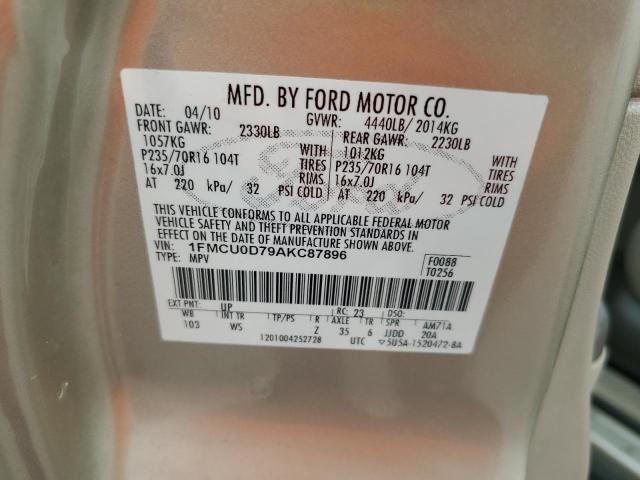 MFD. BY FORD MOTOR CO.
DATE: 04/10 GVWR: 4440LB/ 2014KG
FRONT GAWR: 2330LB REAR GAWR: 2230LB
1057KG WITH 1012KG WITH
P235/70R16 104T TIRES P235/70R16 104T TIRES
16x7.0J RIMS 16x7.0J RIMS
AT 220 kPa/ 32 PSI COLD AT 220 kPa/ 32 PSI COLD
THIS VEHICLE CONFORMS TO ALL APPLICABLE FEDERAL MOTOR
VEHICLE SAFETY AND THEFT PREVENTION STANDARDS IN
EFFECT ON THE DATE OF MANUFACTURE SHOWN ABOVE.
VIN: 1FMCU0D79AKC87896
TYPE: MPV
F0088
T0256
EXT PNT: UP RC: 23 DSO:
WB INT TR TP/PS R AXLE TR SPR AM71A
103 WS Z 35 6 JJDD 20A
1201004252728 UTC 5U5A-1520472-8A